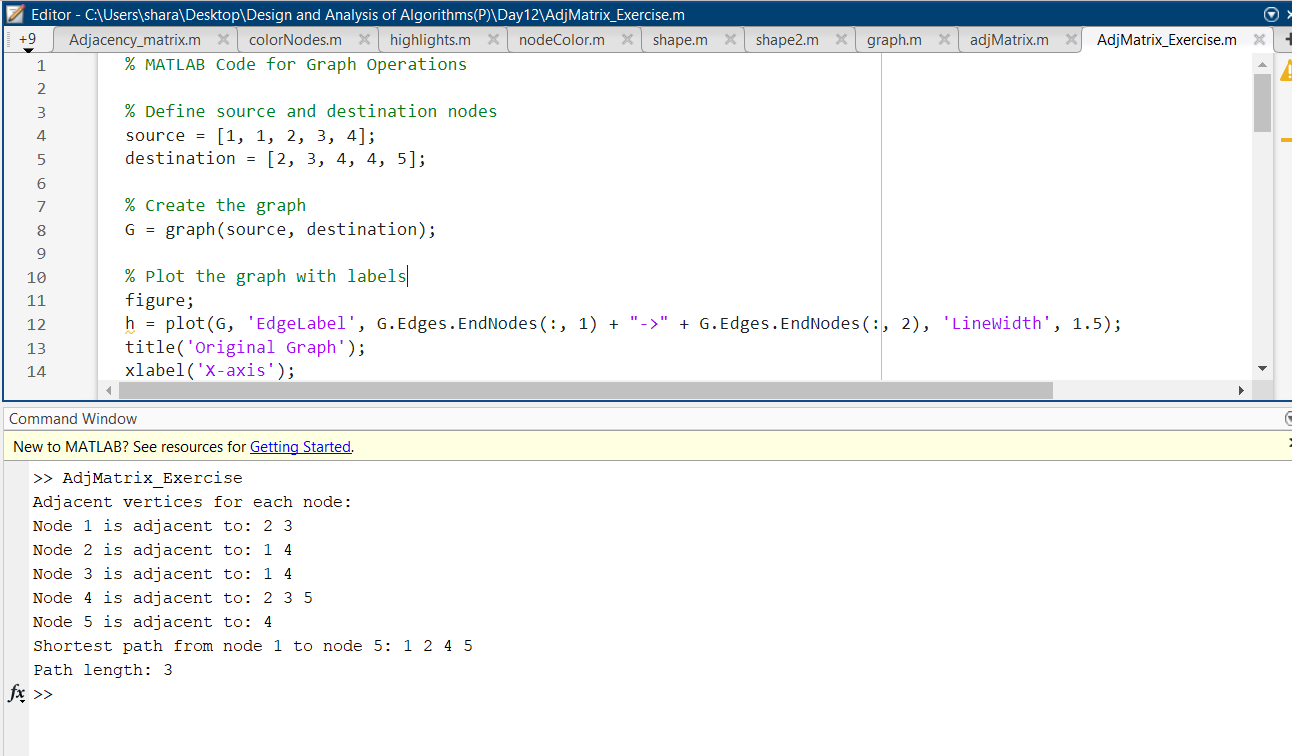 Editor - C:\Users\shara\Desktop\Design and Analysis of Algorithms(P)\Day12\AdjMatrix_Exercise.m
+9 Adjacency_matrix.m colorNodes.m highlights.m nodeColor.m shape.m shape2.m graph.m adjMatrix.m AdjMatrix_Exercise.m
1 % MATLAB Code for Graph Operations
2
3 % Define source and destination nodes
4 source = [1, 1, 2, 3, 4];
5 destination = [2, 3, 4, 4, 5];
6
7 % Create the graph
8 G = graph(source, destination);
9
10 % Plot the graph with labels
11 figure;
12 h = plot(G, 'EdgeLabel', G.Edges.EndNodes(:, 1) + "->" + G.Edges.EndNodes(:, 2), 'LineWidth', 1.5);
13 title('Original Graph');
14 xlabel('X-axis');
Command Window
New to MATLAB? See resources for Getting Started.
>> AdjMatrix_Exercise
Adjacent vertices for each node:
Node 1 is adjacent to: 2 3
Node 2 is adjacent to: 1 4
Node 3 is adjacent to: 1 4
Node 4 is adjacent to: 2 3 5
Node 5 is adjacent to: 4
Shortest path from node 1 to node 5: 1 2 4 5
Path length: 3
fx >>